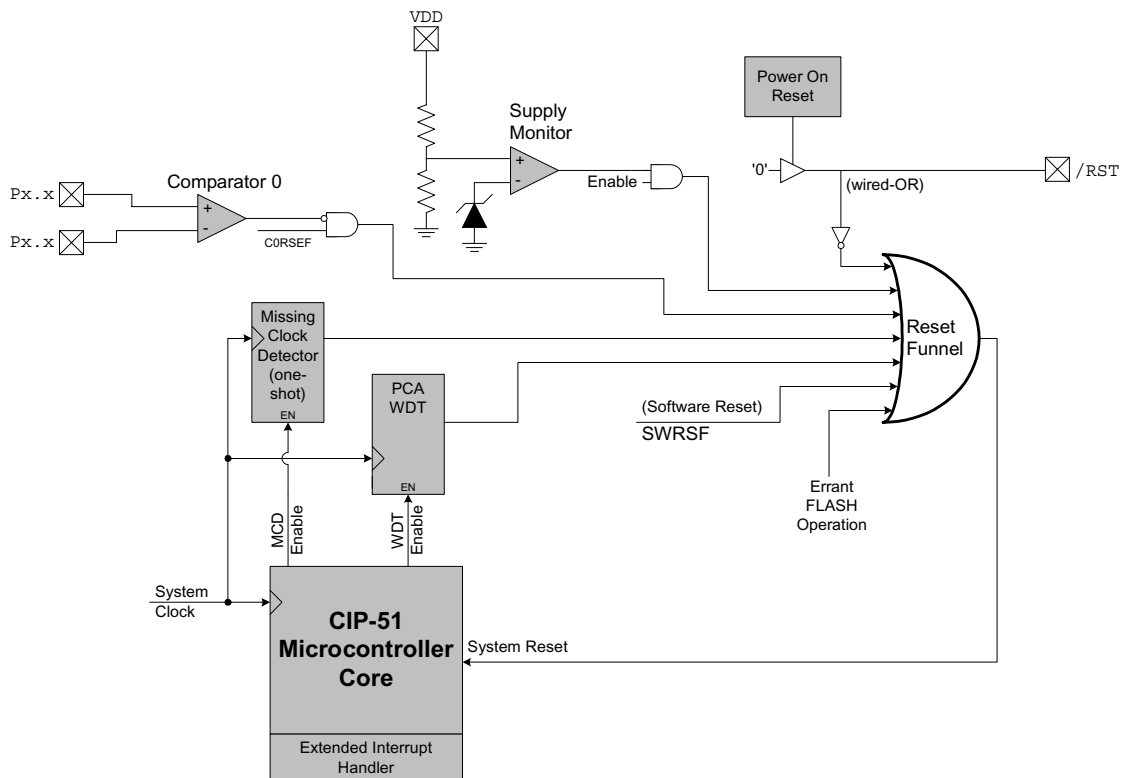 VDD
Power On
Reset
Supply
Monitor
+
-
Enable
'0'
(wired-OR)
/RST
Comparator 0
Px.x
Px.x
+
-
C0RSEF
Missing
Clock
Detector
(one-
shot)
EN
PCA
WDT
EN
Reset
Funnel
(Software Reset)
SWRSF
Errant
FLASH
Operation
MCD
Enable
WDT
Enable
System
Clock
CIP-51
Microcontroller
Core
System Reset
Extended Interrupt
Handler